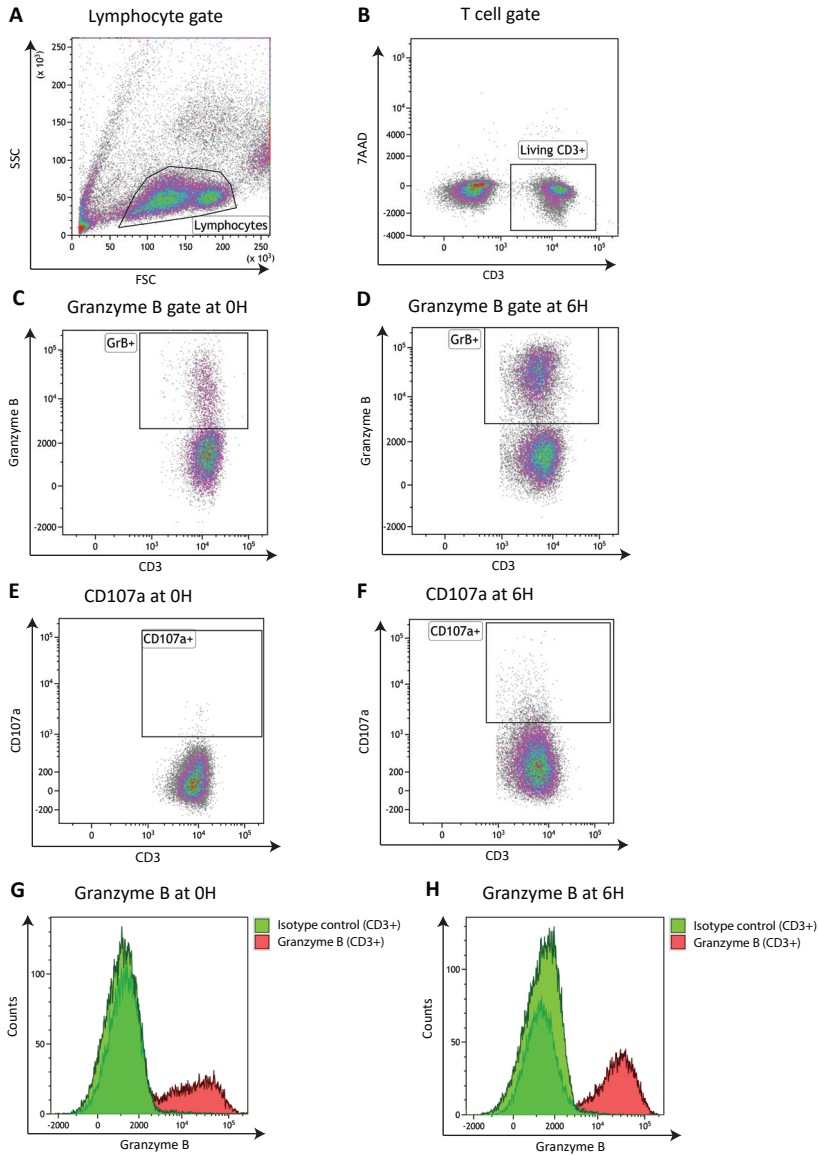 A
Lymphocyte gate
(x 10³)
250
200
150
100
50
0
SSC
Lymphocytes
0 50 100 150 200 250
(x 10³)
FSC
B
T cell gate
10⁵
10⁴
4000
2000
0
-2000
-4000
7AAD
Living CD3+
0 10³ 10⁴ 10⁵
CD3
C
Granzyme B gate at 0H
GrB+
10⁵
10⁴
2000
0
-2000
Granzyme B
0 10³ 10⁴ 10⁵
CD3
D
Granzyme B gate at 6H
GrB+
10⁵
10⁴
2000
0
-2000
Granzyme B
0 10³ 10⁴ 10⁵
CD3
E
CD107a at 0H
CD107a+
10⁵
10⁴
10³
200
0
-200
CD107a
0 10³ 10⁴ 10⁵
CD3
F
CD107a at 6H
CD107a+
10⁵
10⁴
10³
200
0
-200
CD107a
0 10³ 10⁴ 10⁵
CD3
G
Granzyme B at 0H
Isotype control (CD3+)
Granzyme B (CD3+)
100
50
0
Counts
-2000 0 2000 10⁴ 10⁵
Granzyme B
H
Granzyme B at 6H
Isotype control (CD3+)
Granzyme B (CD3+)
100
50
0
Counts
-2000 0 2000 10⁴ 10⁵
Granzyme B